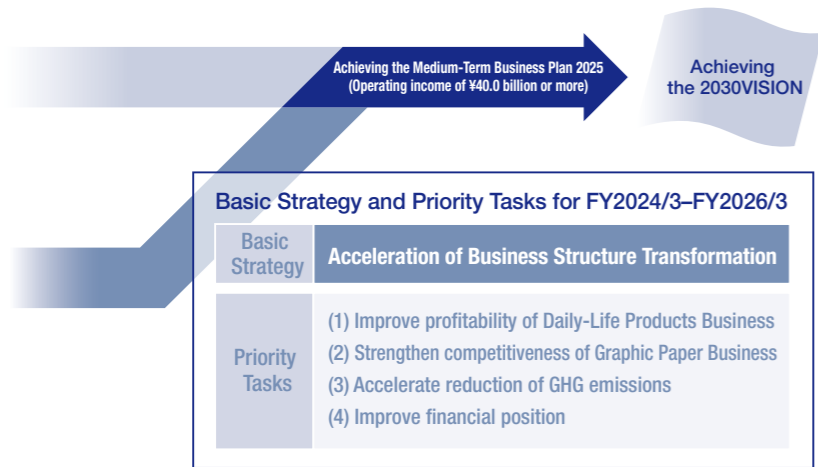 Achieving the Medium-Term Business Plan 2025
(Operating income of ¥40.0 billion or more)
Achieving
the 2030VISION
Basic Strategy and Priority Tasks for FY2024/3–FY2026/3
Basic
Strategy
Acceleration of Business Structure Transformation
Priority
Tasks
(1) Improve profitability of Daily-Life Products Business
(2) Strengthen competitiveness of Graphic Paper Business
(3) Accelerate reduction of GHG emissions
(4) Improve financial position